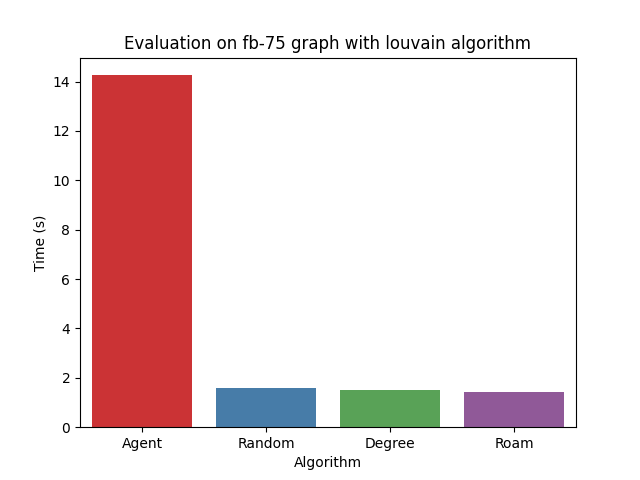 Evaluation on fb-75 graph with louvain algorithm
14
12
10
8
6
4
2
0
Time (s)
Agent Random Degree Roam
Algorithm